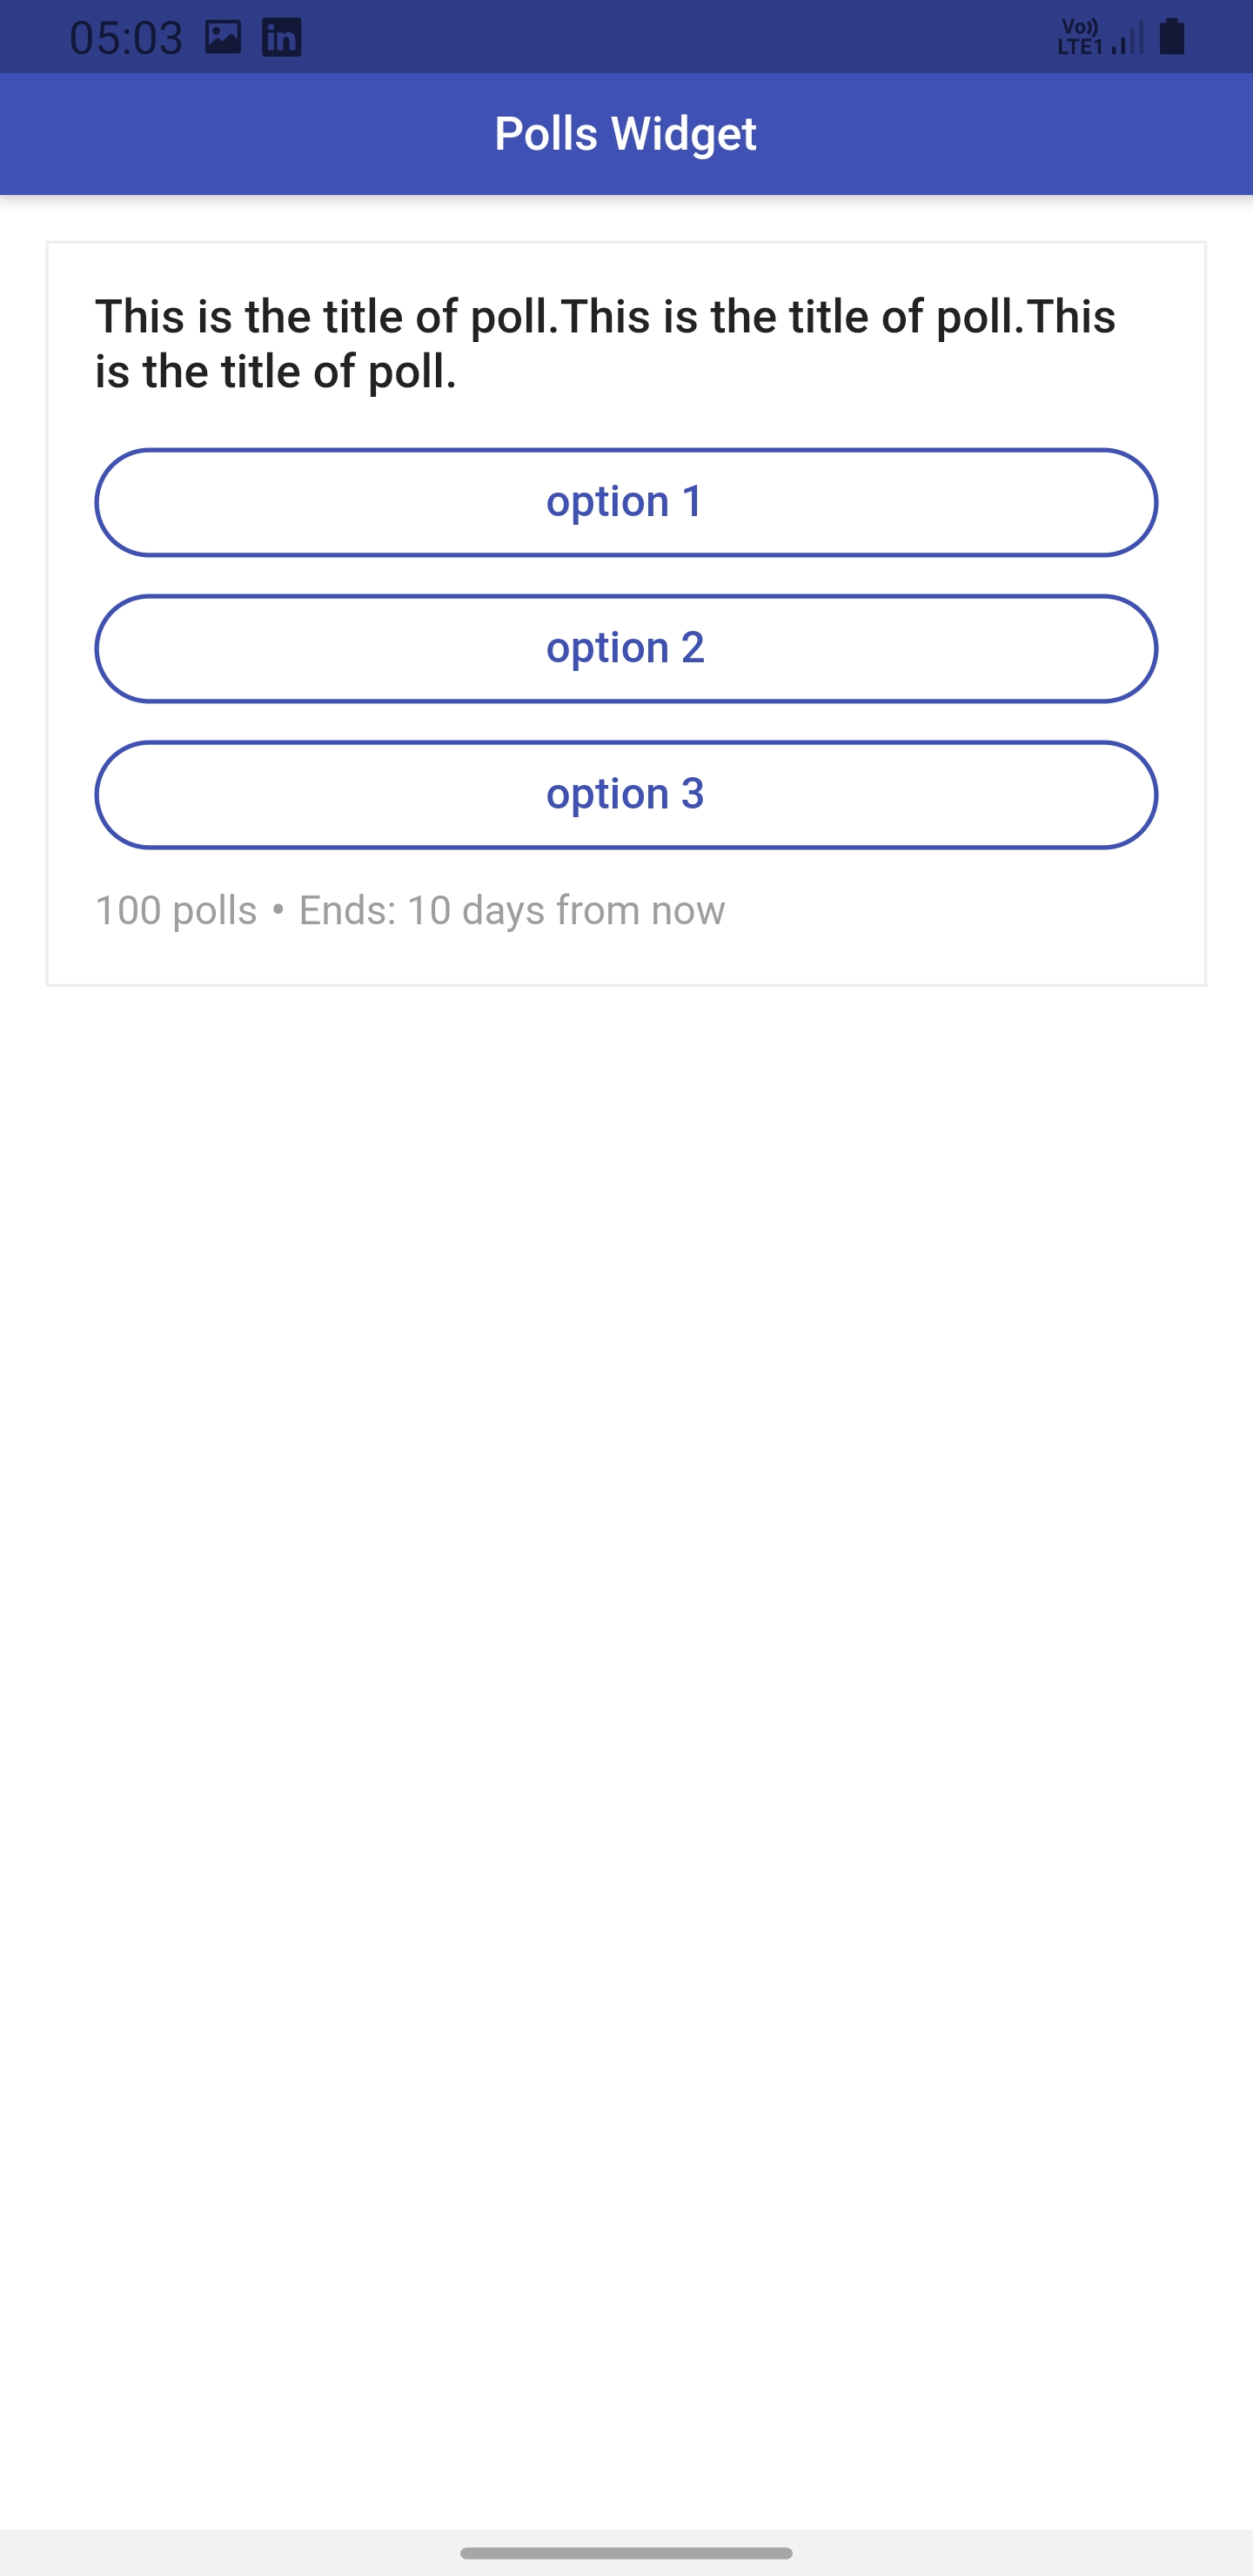 05:03 in Vo)) LTE1
Polls Widget
This is the title of poll.This is the title of poll.This
is the title of poll.
option 1
option 2
option 3
100 polls • Ends: 10 days from now